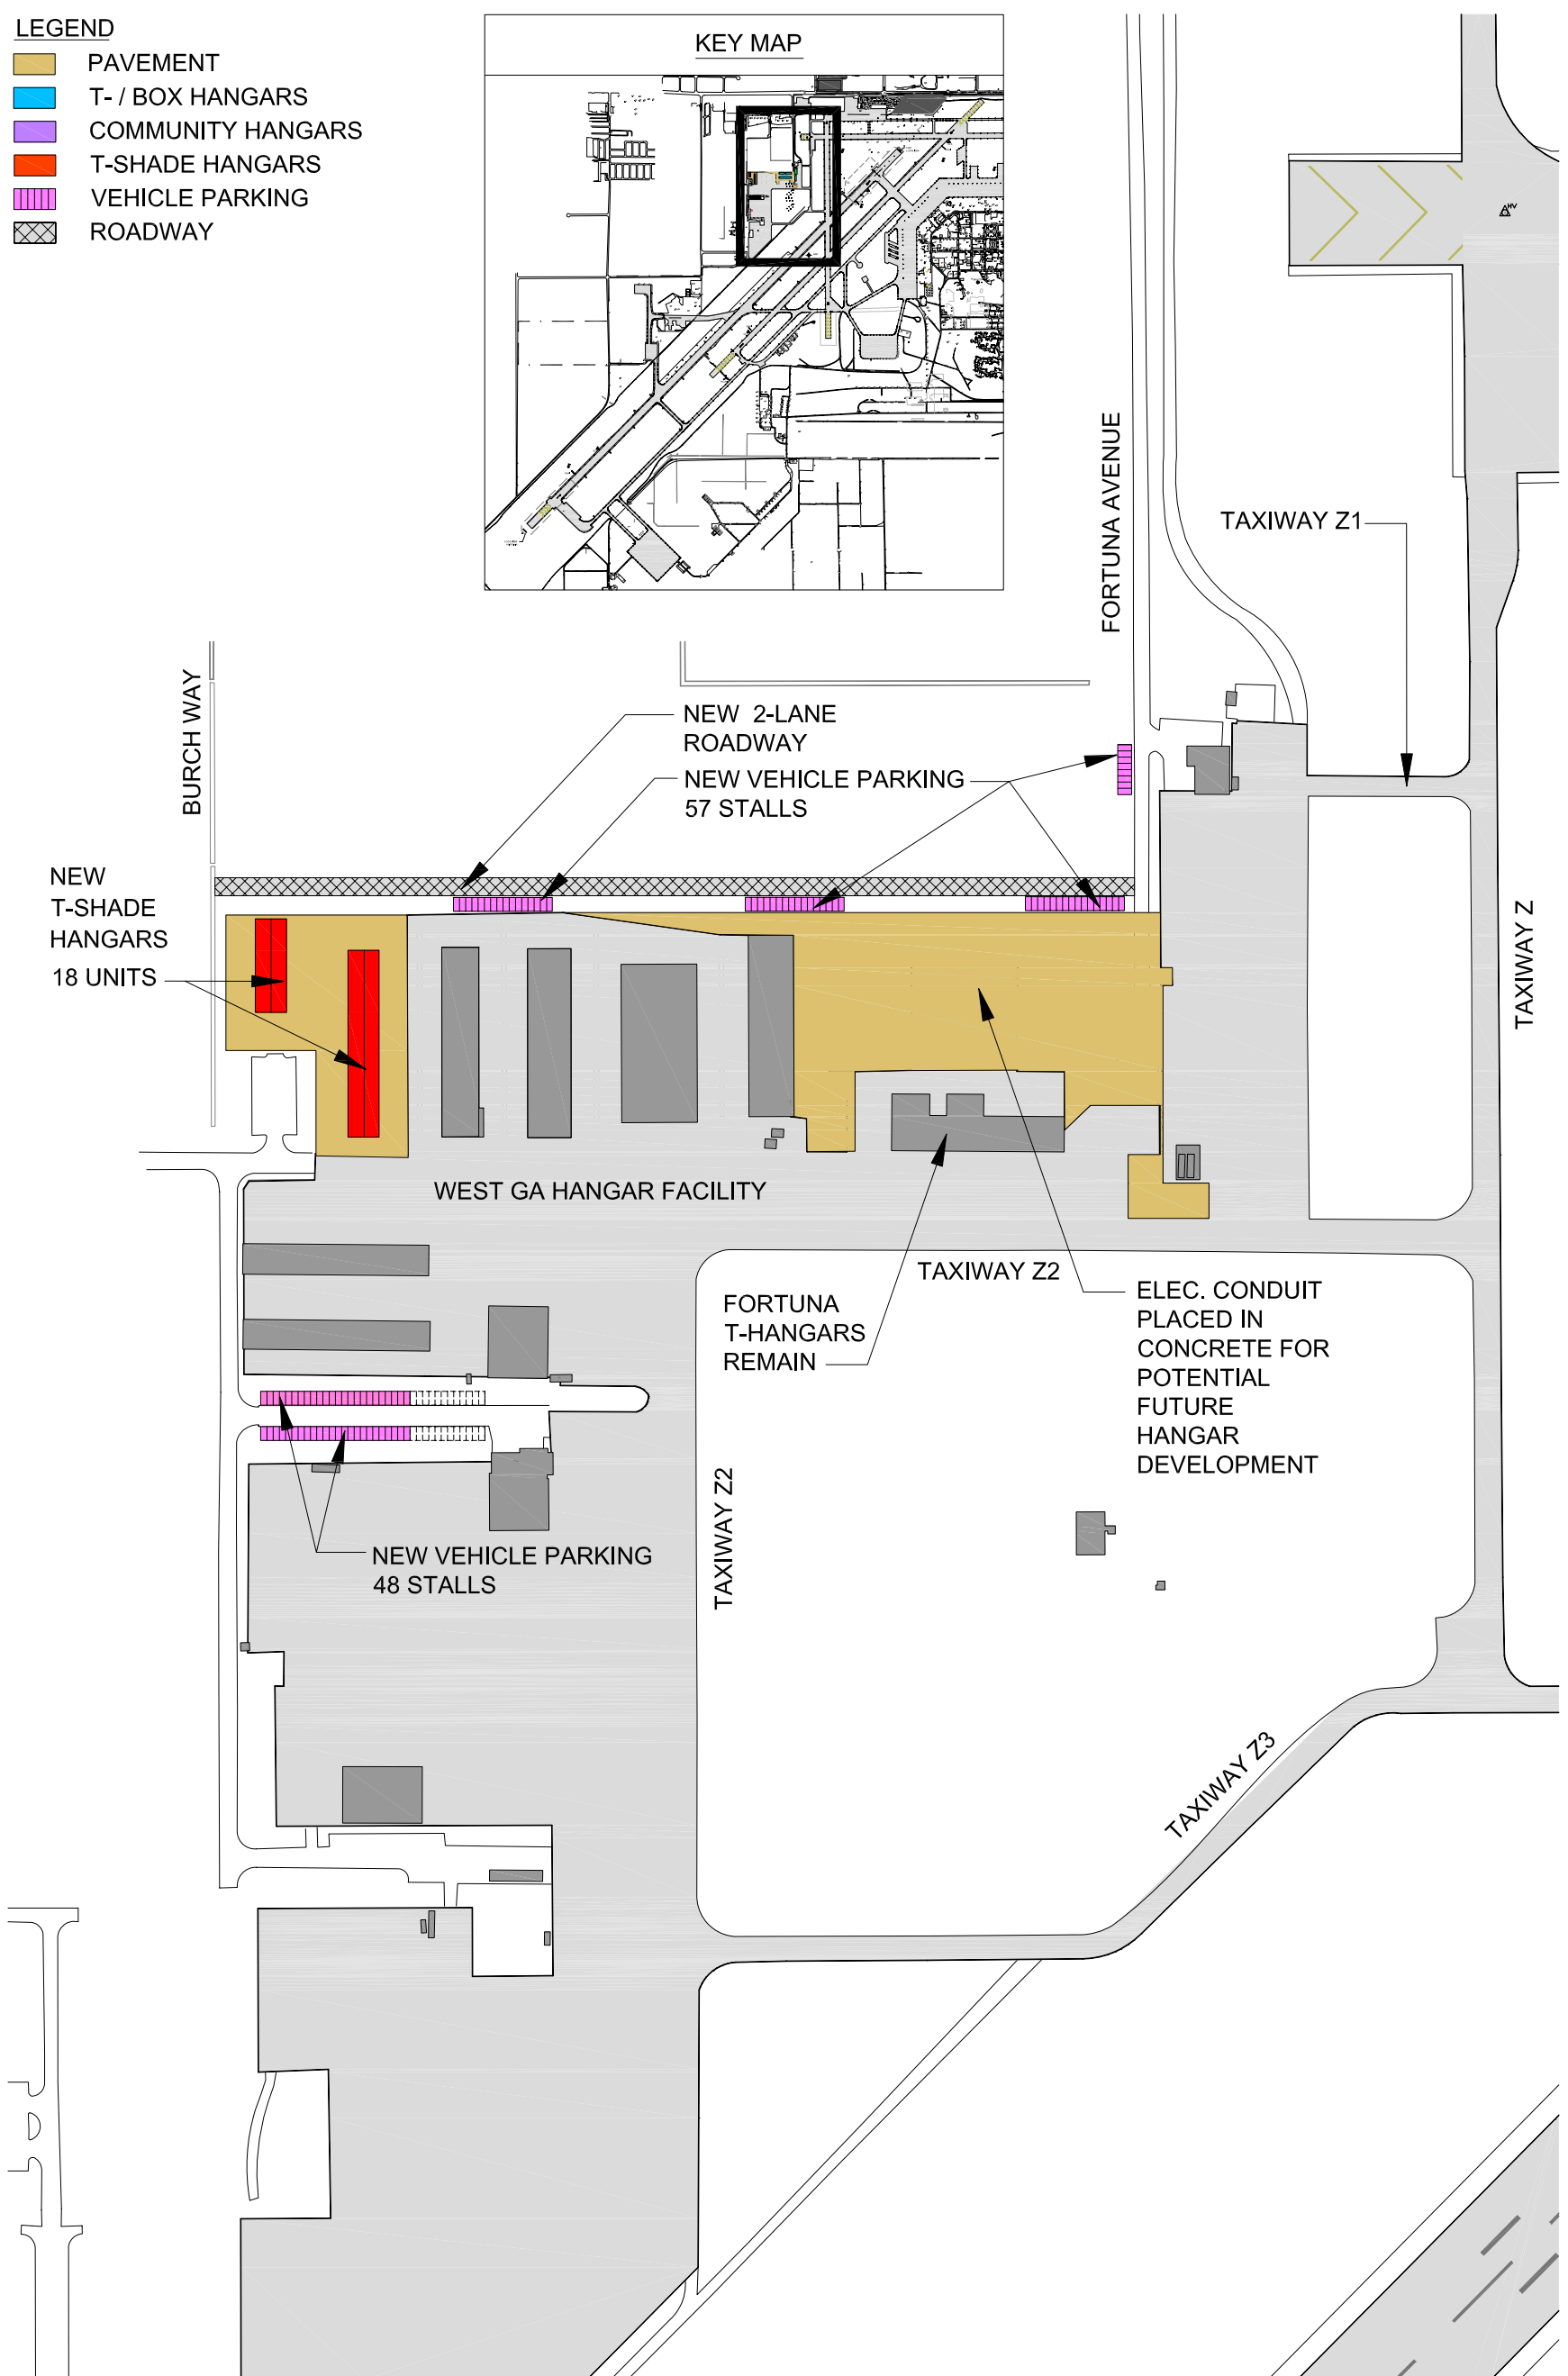 LEGEND
PAVEMENT
T- / BOX HANGARS
COMMUNITY HANGARS
T-SHADE HANGARS
VEHICLE PARKING
ROADWAY
KEY MAP
HV
FORTUNA AVENUE
TAXIWAY Z1
BURCH WAY
NEW 2-LANE
ROADWAY
NEW VEHICLE PARKING
57 STALLS
NEW
T-SHADE
HANGARS
18 UNITS
TAXIWAY Z
WEST GA HANGAR FACILITY
TAXIWAY Z2
FORTUNA
T-HANGARS
REMAIN
ELEC. CONDUIT
PLACED IN
CONCRETE FOR
POTENTIAL
FUTURE
HANGAR
DEVELOPMENT
TAXIWAY Z2
NEW VEHICLE PARKING
48 STALLS
TAXIWAY Z3